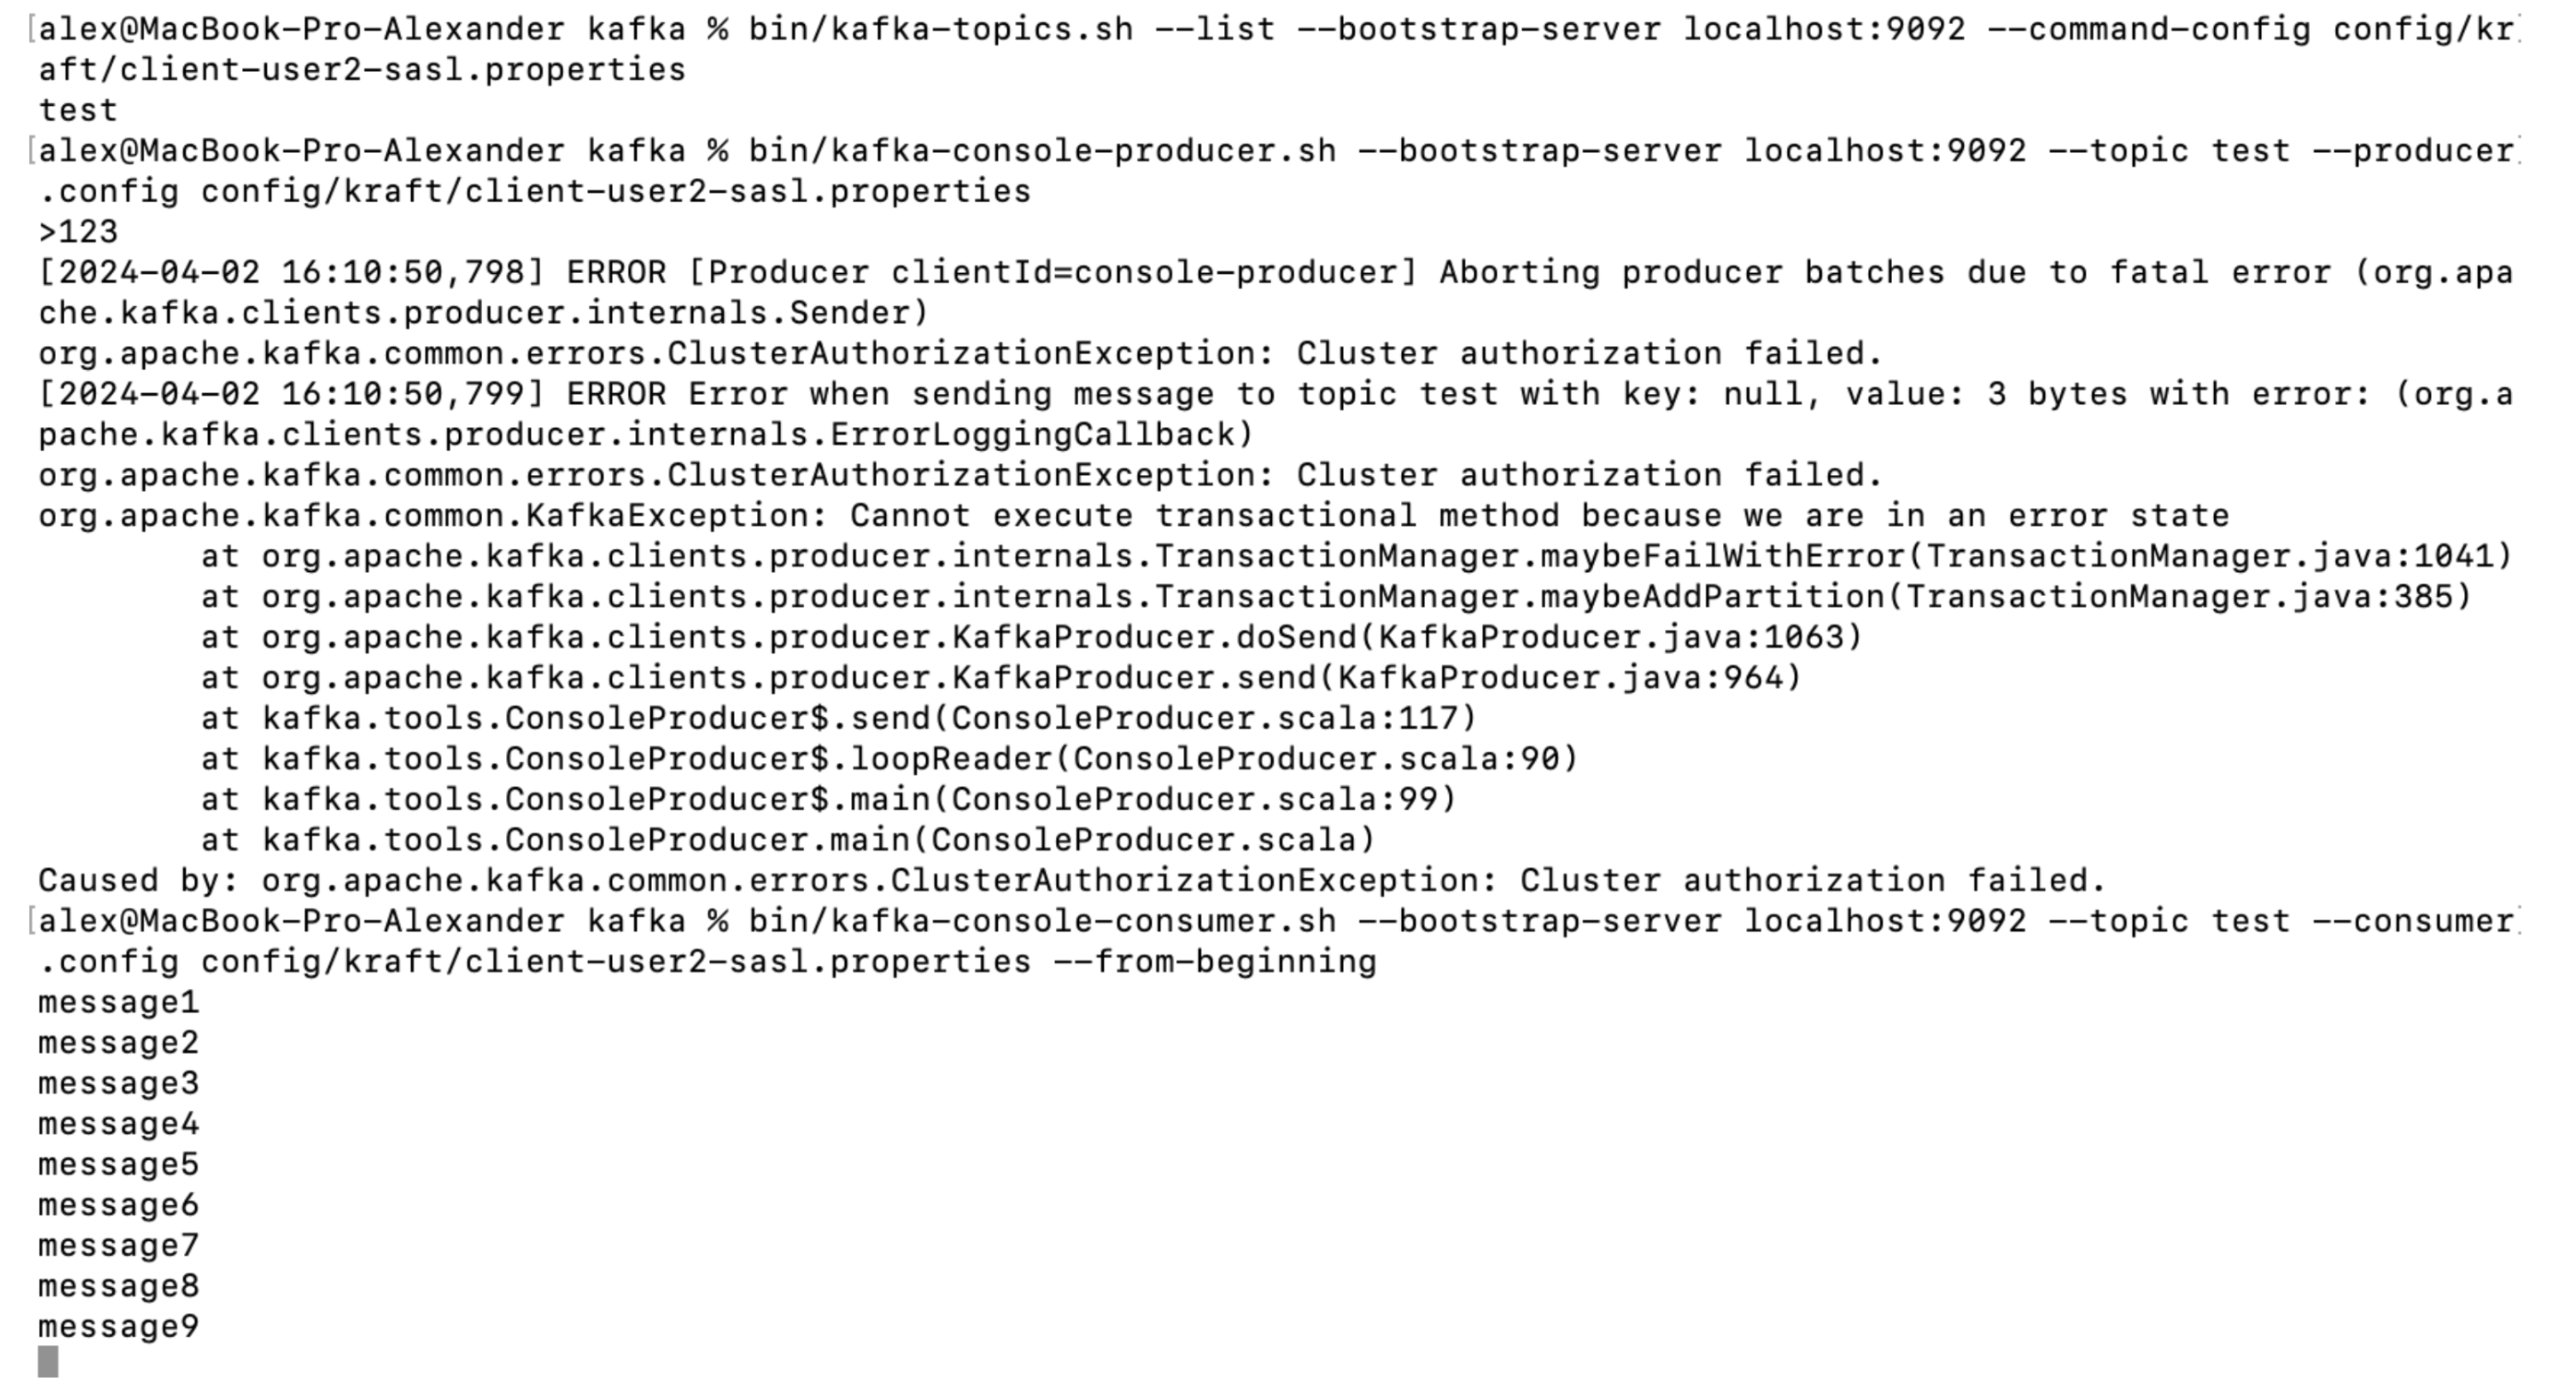 [alex@MacBook-Pro-Alexander kafka % bin/kafka-topics.sh --list --bootstrap-server localhost:9092 --command-config config/kr]
aft/client-user2-sasl.properties
test
[alex@MacBook-Pro-Alexander kafka % bin/kafka-console-producer.sh --bootstrap-server localhost:9092 --topic test --producer]
.config config/kraft/client-user2-sasl.properties
>123
[2024-04-02 16:10:50,798] ERROR [Producer clientId=console-producer] Aborting producer batches due to fatal error (org.apa
che.kafka.clients.producer.internals.Sender)
org.apache.kafka.common.errors.ClusterAuthorizationException: Cluster authorization failed.
[2024-04-02 16:10:50,799] ERROR Error when sending message to topic test with key: null, value: 3 bytes with error: (org.a
pache.kafka.clients.producer.internals.ErrorLoggingCallback)
org.apache.kafka.common.errors.ClusterAuthorizationException: Cluster authorization failed.
org.apache.kafka.common.KafkaException: Cannot execute transactional method because we are in an error state
at org.apache.kafka.clients.producer.internals.TransactionManager.maybeFailWithError(TransactionManager.java:1041)
at org.apache.kafka.clients.producer.internals.TransactionManager.maybeAddPartition(TransactionManager.java:385)
at org.apache.kafka.clients.producer.KafkaProducer.doSend(KafkaProducer.java:1063)
at org.apache.kafka.clients.producer.KafkaProducer.send(KafkaProducer.java:964)
at kafka.tools.ConsoleProducer$.send(ConsoleProducer.scala:117)
at kafka.tools.ConsoleProducer$.loopReader(ConsoleProducer.scala:90)
at kafka.tools.ConsoleProducer$.main(ConsoleProducer.scala:99)
at kafka.tools.ConsoleProducer.main(ConsoleProducer.scala)
Caused by: org.apache.kafka.common.errors.ClusterAuthorizationException: Cluster authorization failed.
[alex@MacBook-Pro-Alexander kafka % bin/kafka-console-consumer.sh --bootstrap-server localhost:9092 --topic test --consumer]
.config config/kraft/client-user2-sasl.properties --from-beginning
message1
message2
message3
message4
message5
message6
message7
message8
message9